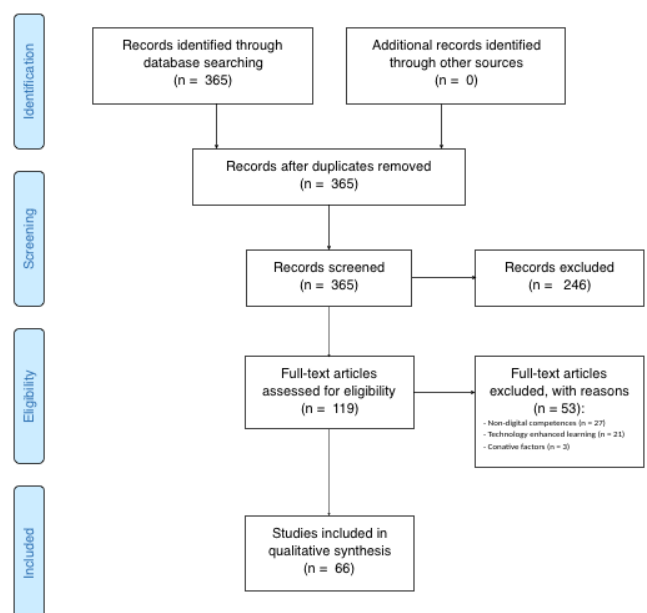 Identification
Records identified through
database searching
(n = 365)
Additional records identified
through other sources
(n = 0)
Records after duplicates removed
(n = 365)
Screening
Records screened
(n = 365)
Records excluded
(n = 246)
Eligibility
Full-text articles
assessed for eligibility
(n = 119)
Full-text articles
excluded, with reasons
(n = 53):
- Non-digital competences (n = 27)
- Technology enhanced learning (n = 21)
- Conative factors (n = 3)
Included
Studies included in
qualitative synthesis
(n = 66)